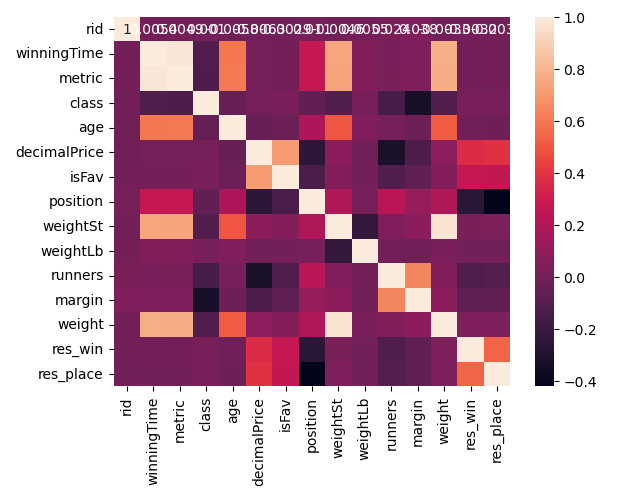 rid
winningTime
metric
class
age
decimalPrice
isFav
position
weightSt
weightLb
runners
margin
weight
res_win
res_place
1
1.0
0.8
0.6
0.4
0.2
0.0
−0.2
−0.4
rid
winningTime
metric
class
age
decimalPrice
isFav
position
weightSt
weightLb
runners
margin
weight
res_win
res_place